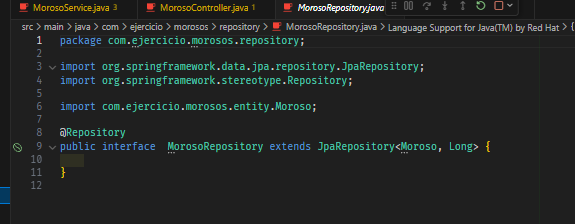 MorosoService.java 3
MorosoController.java 1
MorosoRepository.java
src > main > java > com > ejercicio > morosos > repository > MorosoRepository.java
Language Support for Java(TM) by Red Hat > {
1 package com.ejercicio.morosos.repository;
2
3 import org.springframework.data.jpa.repository.JpaRepository;
4 import org.springframework.stereotype.Repository;
5
6 import com.ejercicio.morosos.entity.Moroso;
7
8 @Repository
9 public interface  MorosoRepository extends JpaRepository<Moroso, Long> {
10
11 }
12